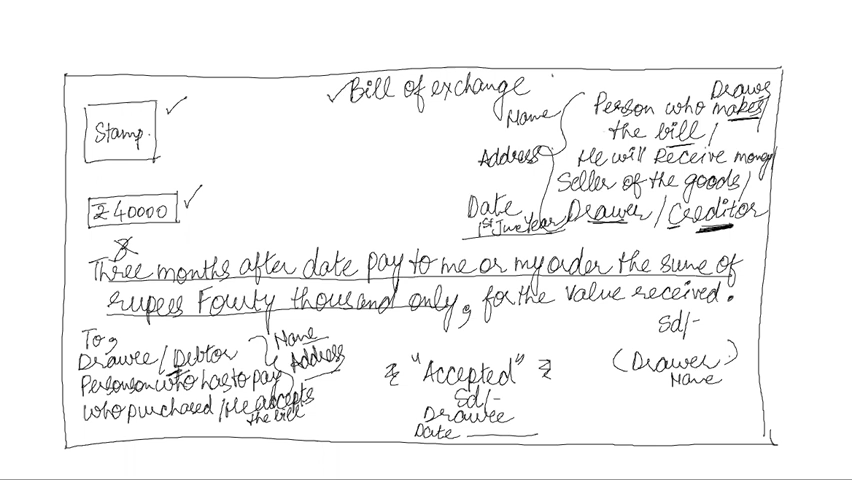 Bill of exchange
Stamp.
Draws
Name
Person who makes/
the bill/
Address
He will Receive money/
Seller of the goods/
₹ 40000
Date
1st June Year
Drawer / Creditor
Three months after date pay to me or my order the sume of
rupees Fourty thousand only, for the value received.
Sd/-
To,
Name
Drawee / Debtor
Address
(Drawer)
Name
Personson who has to pay
"Accepted"
who purchased / He accepts
the bill
Sd/-
Drawee
Date